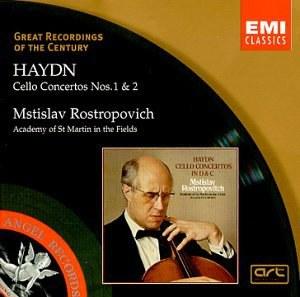 GREAT RECORDINGS
OF THE CENTURY
EMI
CLASSICS
HAYDN
Cello Concertos Nos.1 & 2
Mstislav Rostropovich
Academy of St Martin in the Fields
HAYDN
CELLO CONCERTOS
IN D & C
Mstislav
Rostropovitch
ANGEL RECORDS
art